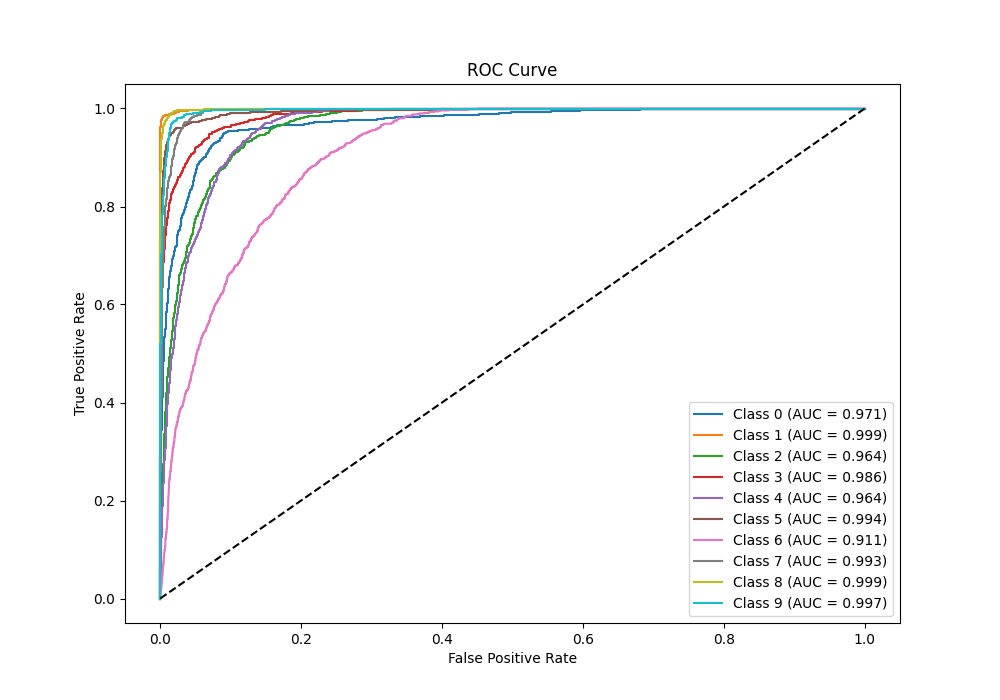 ROC Curve
True Positive Rate
1.0
0.8
0.6
0.4
0.2
0.0
Class 0 (AUC = 0.971)
Class 1 (AUC = 0.999)
Class 2 (AUC = 0.964)
Class 3 (AUC = 0.986)
Class 4 (AUC = 0.964)
Class 5 (AUC = 0.994)
Class 6 (AUC = 0.911)
Class 7 (AUC = 0.993)
Class 8 (AUC = 0.999)
Class 9 (AUC = 0.997)
0.0 0.2 0.4 0.6 0.8 1.0
False Positive Rate